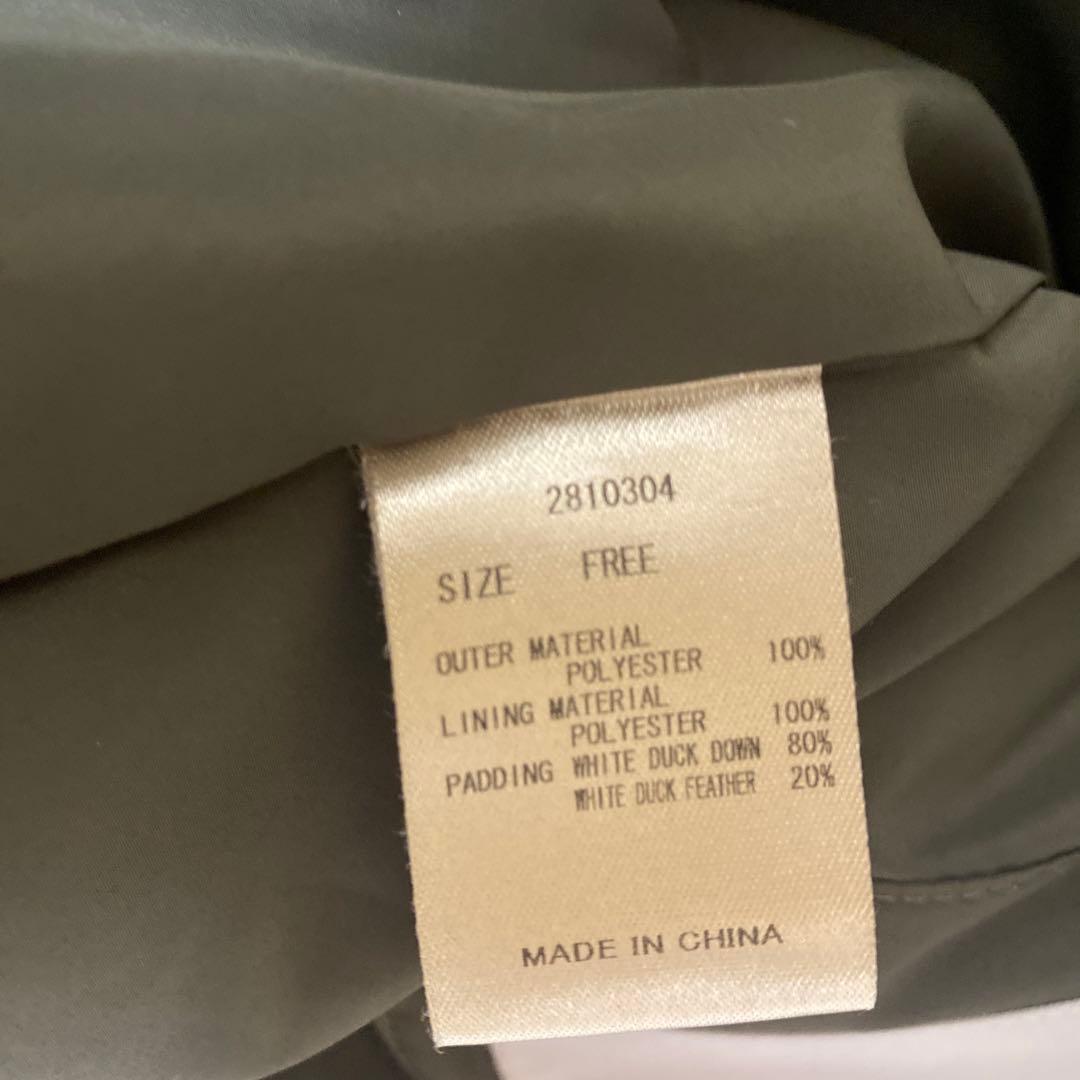 2810304
SIZE FREE
OUTER MATERIAL
POLYESTER 100%
LINING MATERIAL
POLYESTER 100%
PADDING WHITE DUCK DOWN 80%
WHITE DUCK FEATHER 20%
MADE IN CHINA